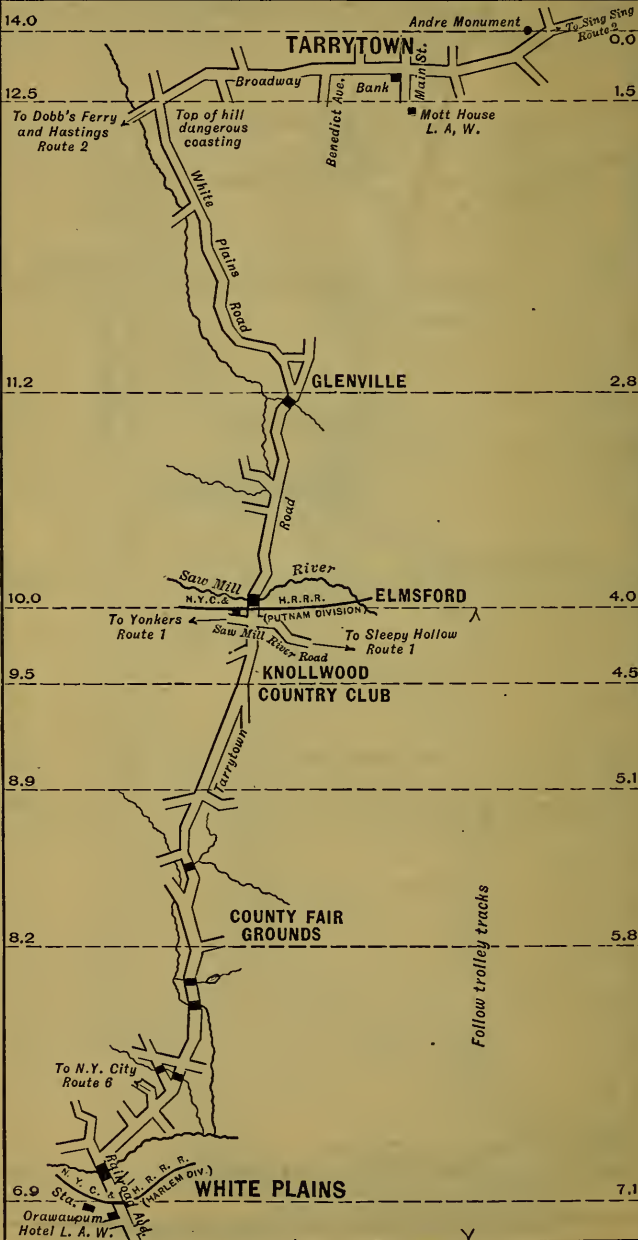 14.0
Andre Monument
To Sing Sing
Route 2
0.0
TARRYTOWN
Broadway
Benedict Ave.
Bank
Main St.
12.5
1.5
To Dobb's Ferry
and Hastings
Route 2
Top of hill
dangerous
coasting
Mott House
L. A, W.
White
Plains
Road
GLENVILLE
11.2
2.8
Road
Saw Mill
River
N.Y.C.&
H.R.R.R.
ELMSFORD
10.0
(PUTNAM DIVISION)
4.0
To Yonkers
Route 1
Saw Mill River Road
To Sleepy Hollow
Route 1
KNOLLWOOD
9.5
4.5
COUNTRY CLUB
Tarrytown
8.9
5.1
COUNTY FAIR
GROUNDS
8.2
5.8
Follow trolley tracks
To N.Y. City
Route 6
Railroad Ave.
N. Y. C. & H. R. R. R.
(HARLEM DIV.)
WHITE PLAINS
6.9
Sta.
7.1
Orawaupum
Hotel L. A. W.